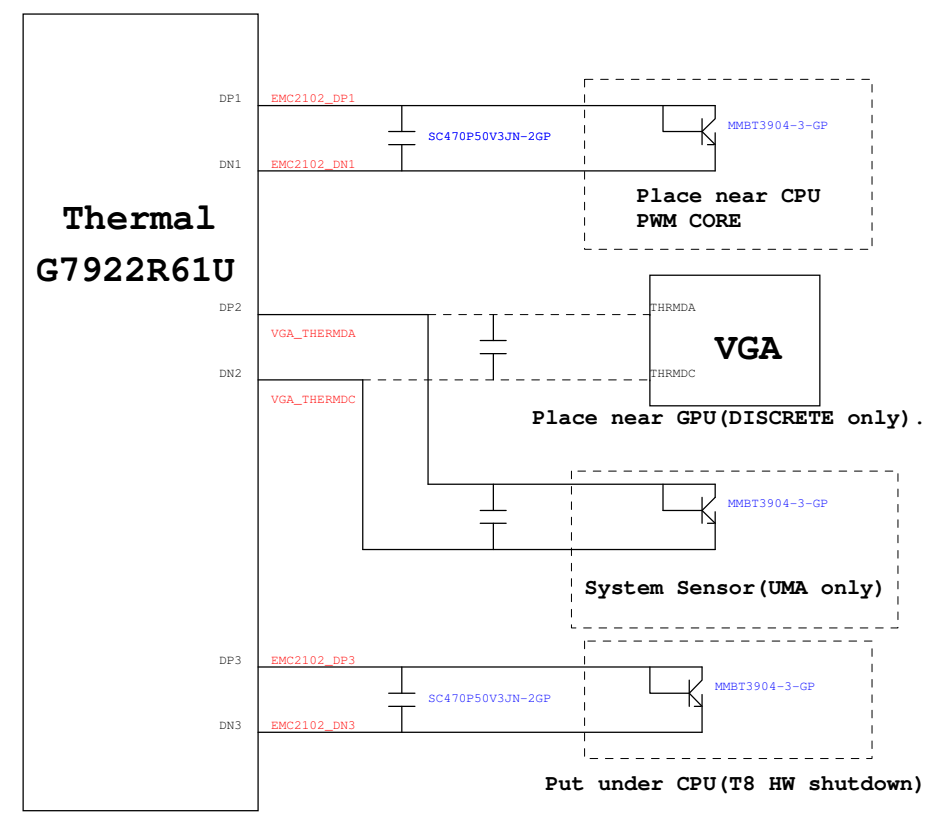 DP1
EMC2102_DP1
MMBT3904-3-GP
SC470P50V3JN-2GP
DN1
EMC2102_DN1
Place near CPU
PWM CORE
Thermal
G7922R61U
DP2
VGA_THERMDA
THRMDA
VGA
DN2
VGA_THERMDC
THRMDC
Place near GPU(DISCRETE only).
MMBT3904-3-GP
System Sensor(UMA only)
DP3
EMC2102_DP3
MMBT3904-3-GP
SC470P50V3JN-2GP
DN3
EMC2102_DN3
Put under CPU(T8 HW shutdown)